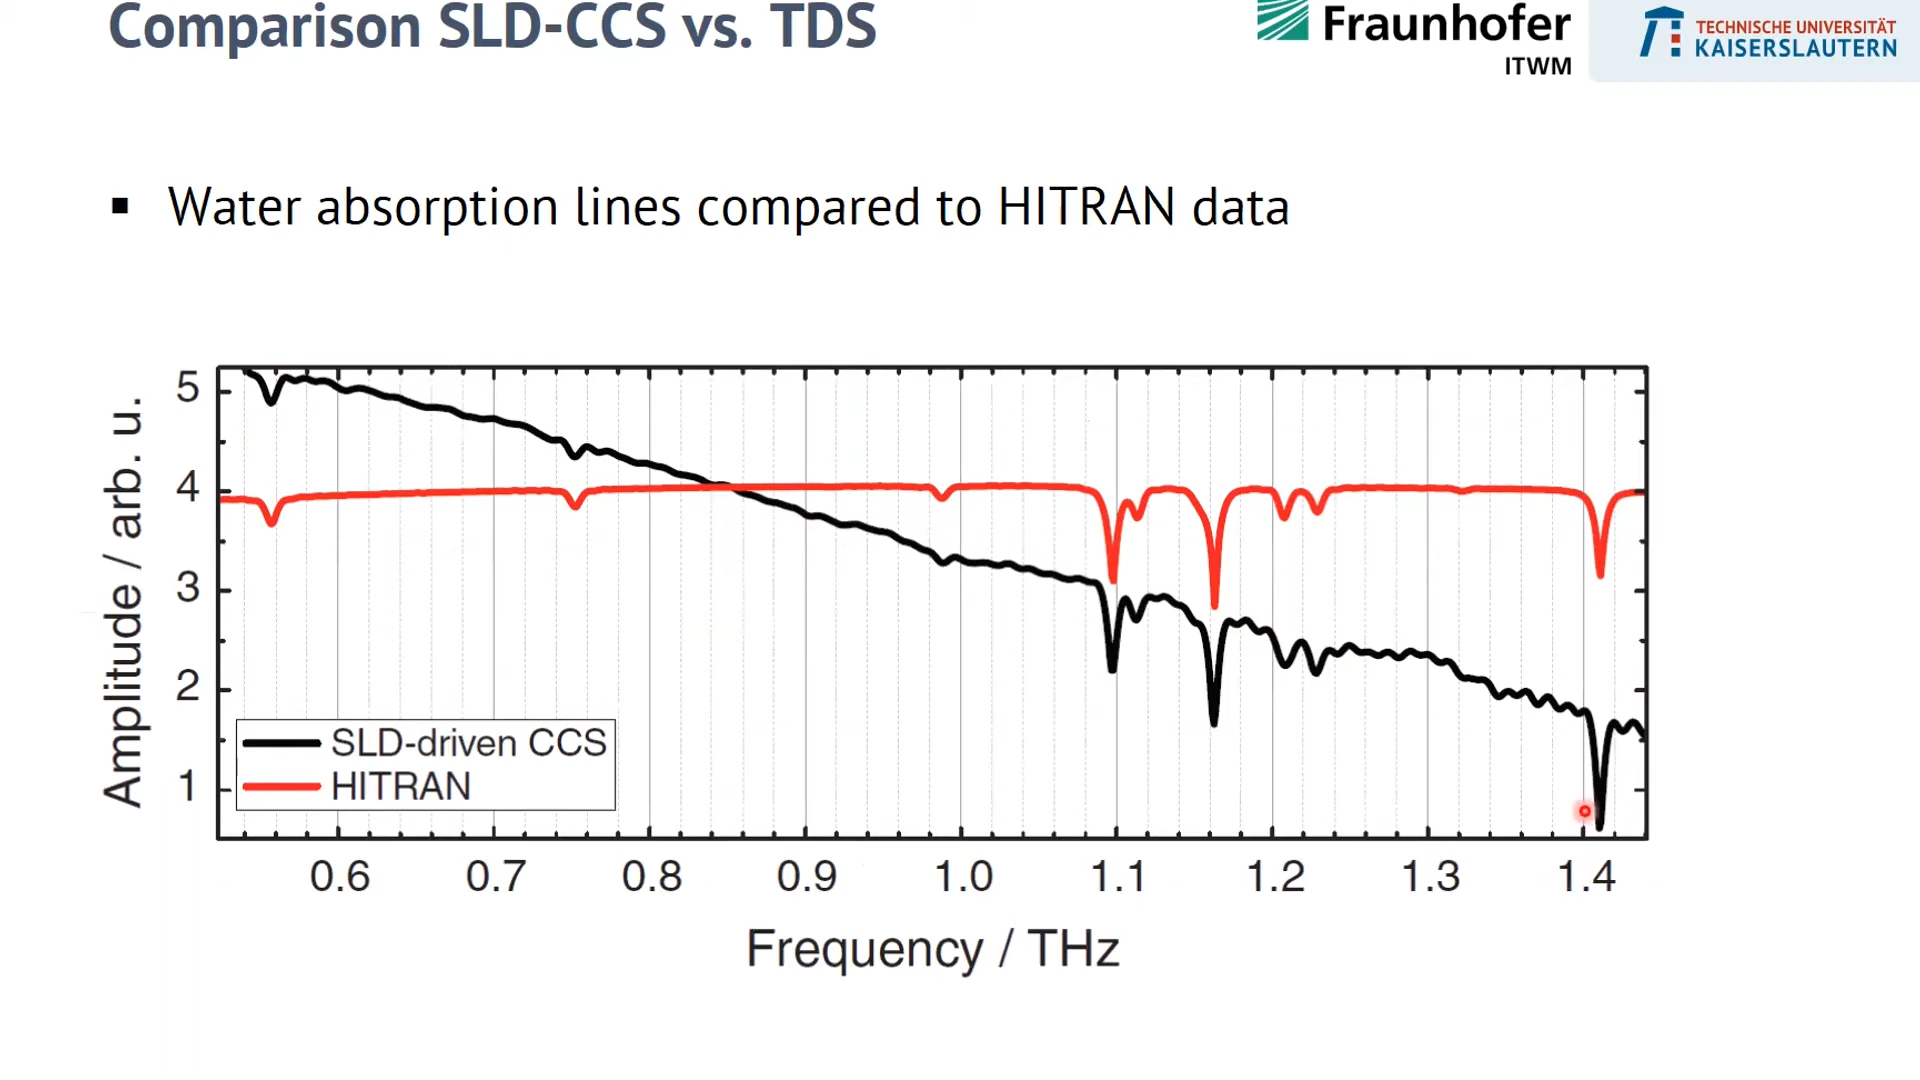 Comparison SLD-CCS vs. TDS
Fraunhofer
ITWM
TECHNISCHE UNIVERSITÄT
KAISERSLAUTERN
▪ Water absorption lines compared to HITRAN data
Amplitude / arb. u.
5
4
3
2
1
SLD-driven CCS
HITRAN
0.6 0.7 0.8 0.9 1.0 1.1 1.2 1.3 1.4
Frequency / THz